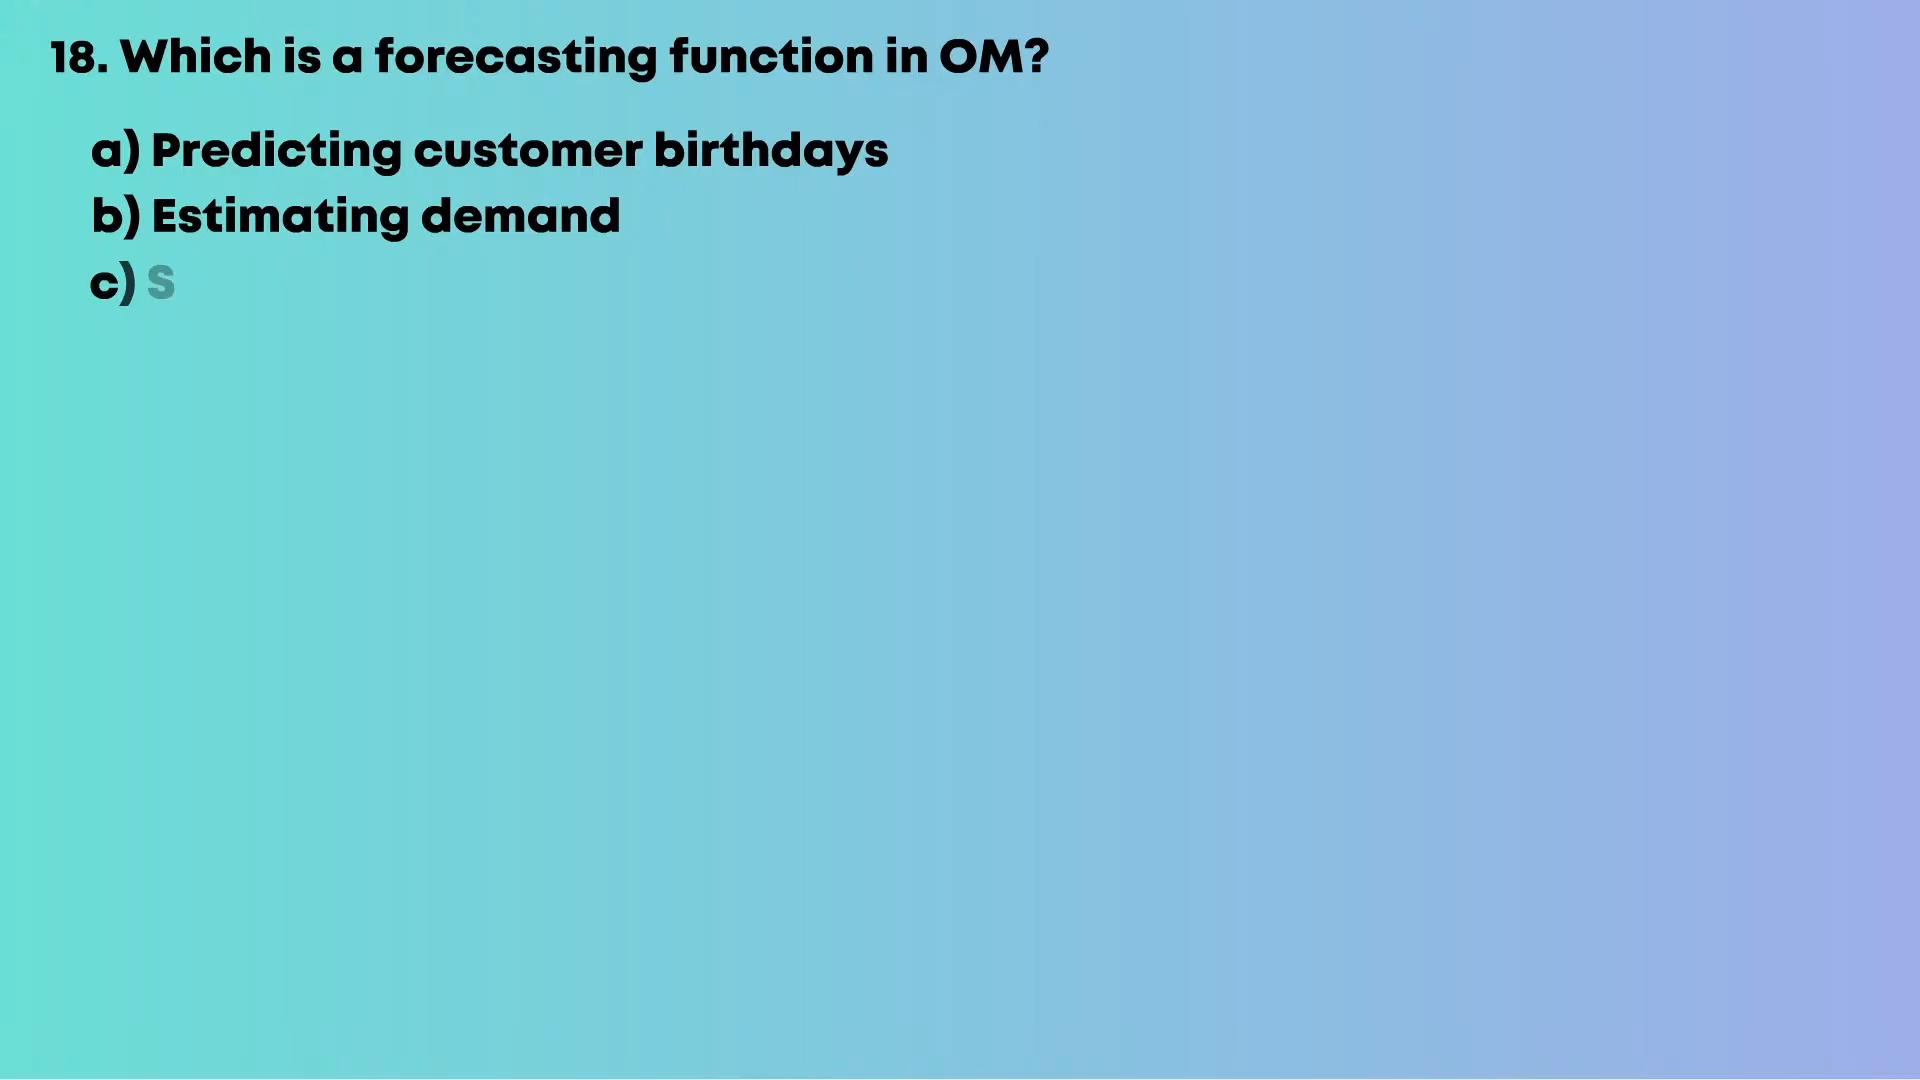 18. Which is a forecasting function in OM?
a) Predicting customer birthdays
b) Estimating demand
c) S